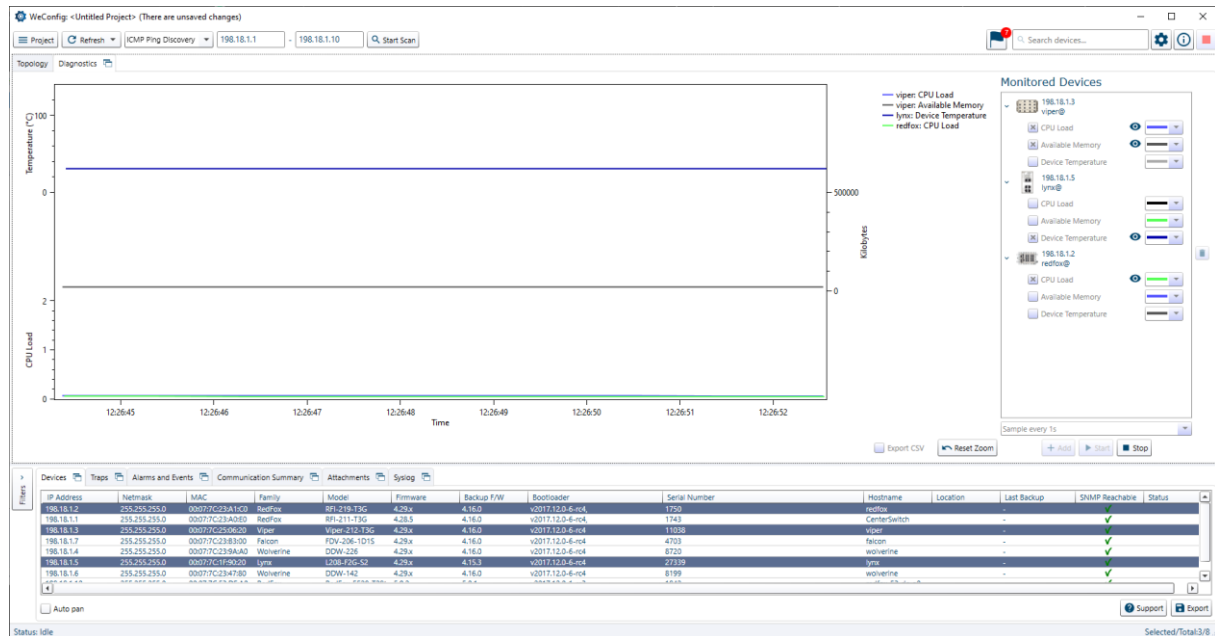 WeConfig: <Untitled Project> (There are unsaved changes)
Project Refresh ICMP Ping Discovery 198.18.1.1 - 198.18.1.10 Start Scan 7 Search devices...
Topology Diagnostics
viper: CPU Load
viper: Available Memory
lynx: Device Temperature
redfox: CPU Load
Temperature (°C)
100
0
500000
0
Kilobytes
2
1
0
CPU Load
12:26:45 12:26:46 12:26:47 12:26:48 12:26:49 12:26:50 12:26:51 12:26:52
Time
Monitored Devices
198.18.1.3
viper@
CPU Load
Available Memory
Device Temperature
198.18.1.5
lynx@
CPU Load
Available Memory
Device Temperature
198.18.1.2
redfox@
CPU Load
Available Memory
Device Temperature
Sample every 1s
Export CSV Reset Zoom Add Start Stop
Filters
Devices Traps Alarms and Events Communication Summary Attachments Syslog
IP Address Netmask MAC Family Model Firmware Backup F/W Bootloader Serial Number Hostname Location Last Backup SNMP Reachable Status
198.18.1.2 255.255.255.0 00:07:7C:23:A1:C0 RedFox RFI-219-T3G 4.29.x 4.16.0 v2017.12.0-6-rc4, 1750 redfox -
198.18.1.1 255.255.255.0 00:07:7C:23:A0:E0 RedFox RFI-211-T3G 4.28.5 4.16.0 v2017.12.0-6-rc4 1743 CenterSwitch -
198.18.1.3 255.255.255.0 00:07:7C:25:06:20 Viper Viper-212-T3G 4.29.x 4.16.0 v2017.12.0-6-rc4 11038 viper -
198.18.1.7 255.255.255.0 00:07:7C:23:83:00 Falcon FDV-206-1D1S 4.29.x 4.16.0 v2017.12.0-6-rc4 4703 falcon -
198.18.1.4 255.255.255.0 00:07:7C:23:9A:A0 Wolverine DDW-226 4.29.x 4.16.0 v2017.12.0-6-rc4 8720 wolverine -
198.18.1.5 255.255.255.0 00:07:7C:1F:90:20 Lynx L208-F2G-S2 4.29.x 4.15.3 v2017.12.0-6-rc4 27339 lynx -
198.18.1.6 255.255.255.0 00:07:7C:23:47:80 Wolverine DDW-142 4.29.x 4.16.0 v2017.12.0-6-rc4 8199 wolverine -
Auto pan Support Export
Status: Idle Selected/Total:3/8